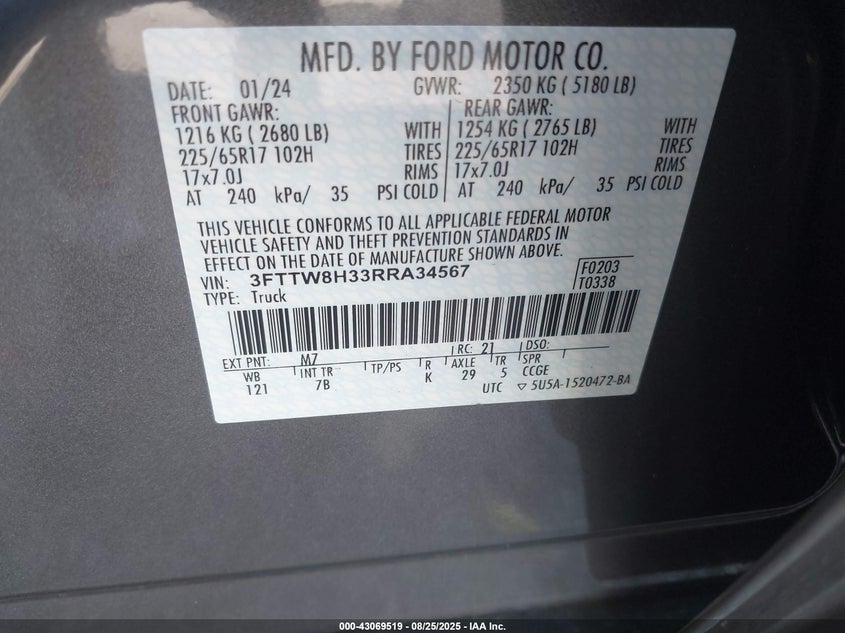 MFD. BY FORD MOTOR CO.
DATE: 01/24 GVWR: 2350 KG ( 5180 LB)
FRONT GAWR: REAR GAWR:
1216 KG ( 2680 LB) WITH 1254 KG ( 2765 LB) WITH
225/65R17 102H TIRES 225/65R17 102H TIRES
17x7.0J RIMS 17x7.0J RIMS
AT 240 kPa/ 35 PSI COLD AT 240 kPa/ 35 PSI COLD
THIS VEHICLE CONFORMS TO ALL APPLICABLE FEDERAL MOTOR
VEHICLE SAFETY AND THEFT PREVENTION STANDARDS IN
EFFECT ON THE DATE OF MANUFACTURE SHOWN ABOVE.
VIN: 3FTTW8H33RRA34567 F0203
TYPE: Truck T0338
EXT PNT: M7 RC: 21 DSO:
WB INT TR TP/PS R AXLE TR SPR
121 7B K 29 5 CCGE
UTC ▽ 5U5A-1520472-BA
000-43069519 - 08/25/2025 - IAA Inc.